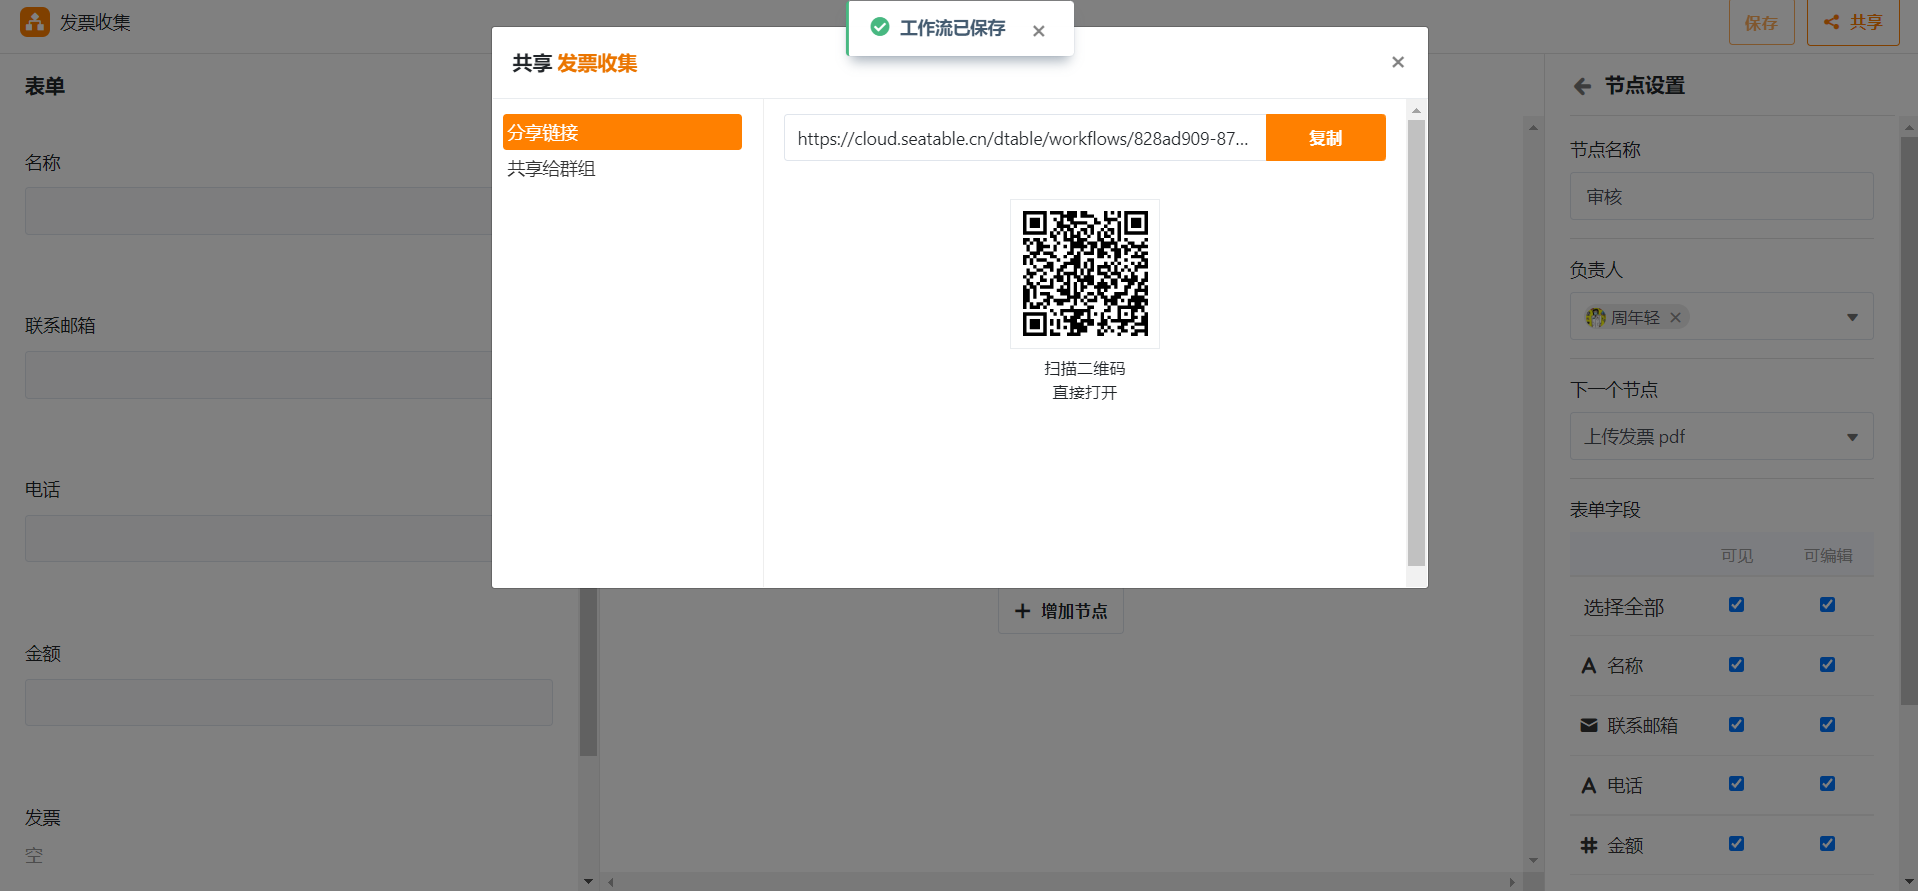 发票收集
保存
共享
工作流已保存
共享 发票收集
分享链接
共享给群组
https://cloud.seatable.cn/dtable/workflows/828ad909-87...
复制
扫描二维码
直接打开
表单
名称
联系邮箱
电话
金额
发票
空
增加节点
节点设置
节点名称
审核
负责人
周年轻
下一个节点
上传发票 pdf
表单字段
可见 可编辑
选择全部
名称
联系邮箱
电话
金额